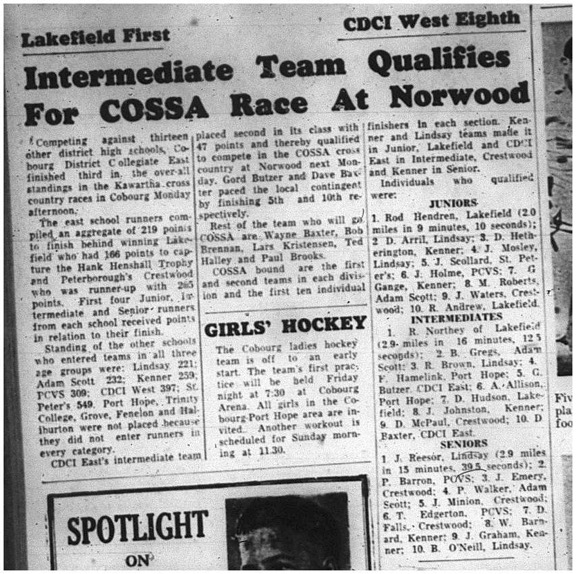 Lakefield First
CDCI West Eighth
Intermediate Team Qualifies
For COSSA Race At Norwood
Competing against thirteen
other district high schools, Co-
bourg District Collegiate East
finished third in the over-all
standings in the Kawartha cross
country races in Cobourg Monday
afternoon.
The east school runners com-
piled an aggregate of 219 points
to finish behind winning Lake-
field who had 166 points to cap-
ture the Hank Henshall Trophy
and Peterborough's Crestwood
who was runner-up with
points. First four Junior, In-
termediate and Senior runners
from each school received points
in relation to their finish.
Standing of the other schools
who entered teams in all three
age groups were: Lindsay 221;
Adam Scott 232; Kenner 259;
PCVS 309; CDCI West 397; St.
Peter's 549. Port Hope, Trinity
College, Grove, Fenelon and Hal-
iburton were not placed because
they did not enter runners in
every category.
CDCI East's intermediate team
placed second in its class with
47 points and thereby qualified
to compete in the COSSA cross
country at Norwood next Mon-
day. Gord Butzer and Dave Bax-
ter paced the local contingent
by finishing 5th and 10th re-
spectively.
Rest of the team who will go
COSSA are Wayne Baxter, Bob
Brennan, Lars Kristensen, Ted
Halley and Paul Brooks.
COSSA bound are the first
and second teams in each divis-
ion and the first ten individual
GIRLS' HOCKEY
The Cobourg ladies hockey
team is off to an early
start. The team's first prac-
tice will be held Friday
night at 7:30 at Cobourg
Arena. All girls in the Co-
bourg-Port Hope area are in-
vited. Another workout is
scheduled for Sunday morn-
ing at 11.30.
finishers in each section. Ken-
ner and Lindsay teams made it
in Junior, Lakefield and CDCI
East in Intermediate, Crestwood
and Kenner in Senior.
Individuals who qualified
were:
JUNIORS
1. Rod Hendren, Lakefield (2.0
miles in 9 minutes, 10 seconds);
2 D. Arril, Lindsay; 3. D. Heth-
erington, Kenner; 4. J. Mosley,
Lindsay; 5. J. Scollard, St. Pet-
er's; 6. J. Holme, PCVS; 7. G
Gange, Kenner; 8. M. Roberts,
Adam Scott; 9. J. Waters, Crest-
wood; 10. R. Andrew, Lakefield.
INTERMEDIATES
1. R. Northey of Lakefield
(2.9 miles in 16 minutes, 12.5
seconds); 2. B. Gregs, Adam
Scott; 3. R. Brown, Lindsay; 4.
F. Hamelink, Port Hope; 5. G.
Butzer, CDCI East; 6. A. Allison,
Port Hope; 7. D. Hudson, Lake-
field; 8. J. Johnston, Kenner;
9. D. McPaul, Crestwood; 10. D.
Baxter, CDCI East.
SENIORS
1. J. Reesor, Lindsay (2.9 miles
in 15 minutes, 39.5 seconds); 2.
P. Barron, PCVS; 3. J. Emery,
Crestwood; 4. P. Walker, Adam
Scott; 5. J. Minion, Crestwood;
6. T. Edgerton, PCVS; 7. D.
Falls, Crestwood; 8. W. Barn-
ard, Kenner; 9. J. Graham, Ken-
ner; 10. B. O'Neill, Lindsay.
SPOTLIGHT
ON